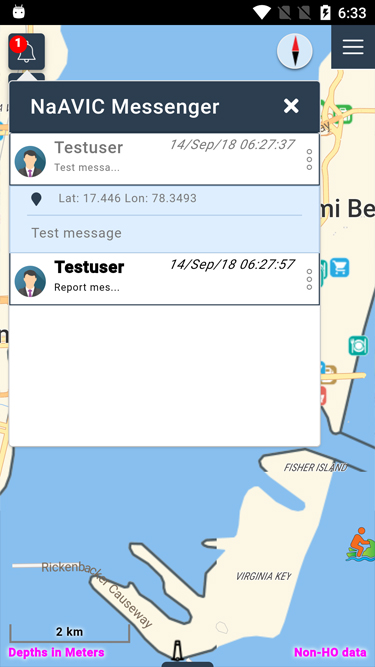 6:33
1
NaAVIC Messenger
Testuser
14/Sep/18 06:27:37
Test messa...
Lat: 17.446 Lon: 78.3493
Test message
Testuser
14/Sep/18 06:27:57
Report mes...
mi Be
n
FISHER ISLAND
VIRGINIA KEY
Rickenbacker Causeway
2 km
Depths in Meters
Non-HO data